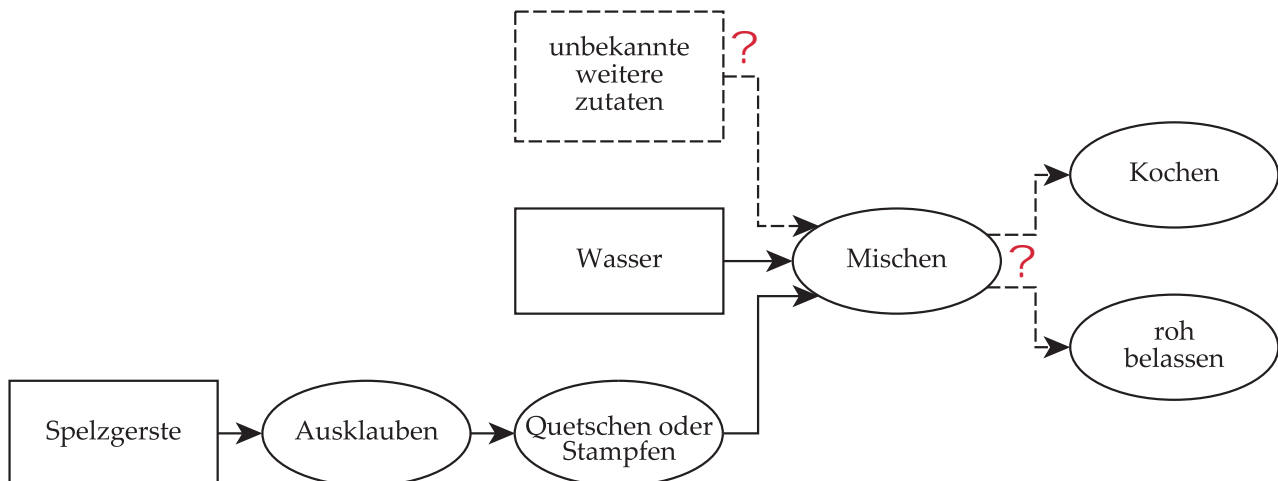 unbekannte
weitere
zutaten
?
Kochen
Wasser
Mischen
?
roh
belassen
Spelzgerste
Ausklauben
Quetschen oder
Stampfen